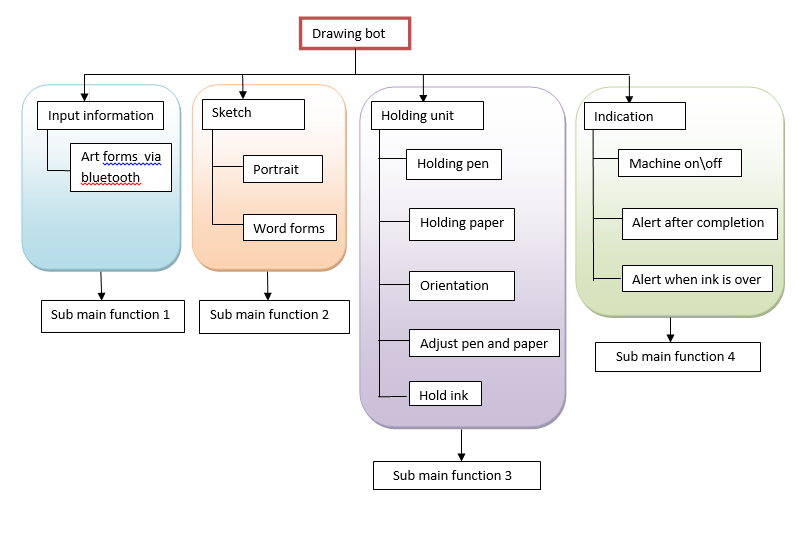 Drawing bot
Input information
Art forms via
bluetooth
Sub main function 1
Sketch
Portrait
Word forms
Sub main function 2
Holding unit
Holding pen
Holding paper
Orientation
Adjust pen and paper
Hold ink
Sub main function 3
Indication
Machine on\off
Alert after completion
Alert when ink is over
Sub main function 4